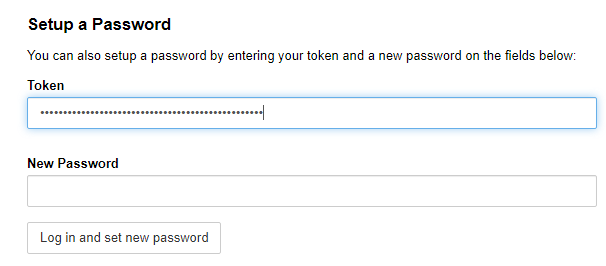 Setup a Password
You can also setup a password by entering your token and a new password on the fields below:
Token
New Password
Log in and set new password